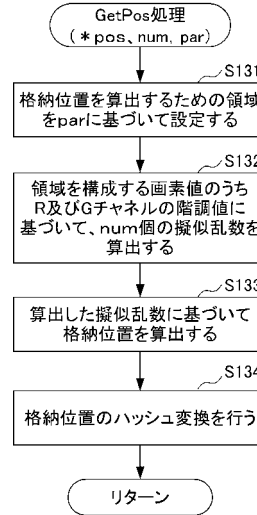 GetPos処理
(*pos、num, par)
S131
格納位置を算出するための領域
をparに基づいて設定する
S132
領域を構成する画素値のうち
R及びGチャネルの階調値に
基づいて、num個の擬似乱数を
算出する
S133
算出した擬似乱数に基づいて
格納位置を算出する
S134
格納位置のハッシュ変換を行う
リターン